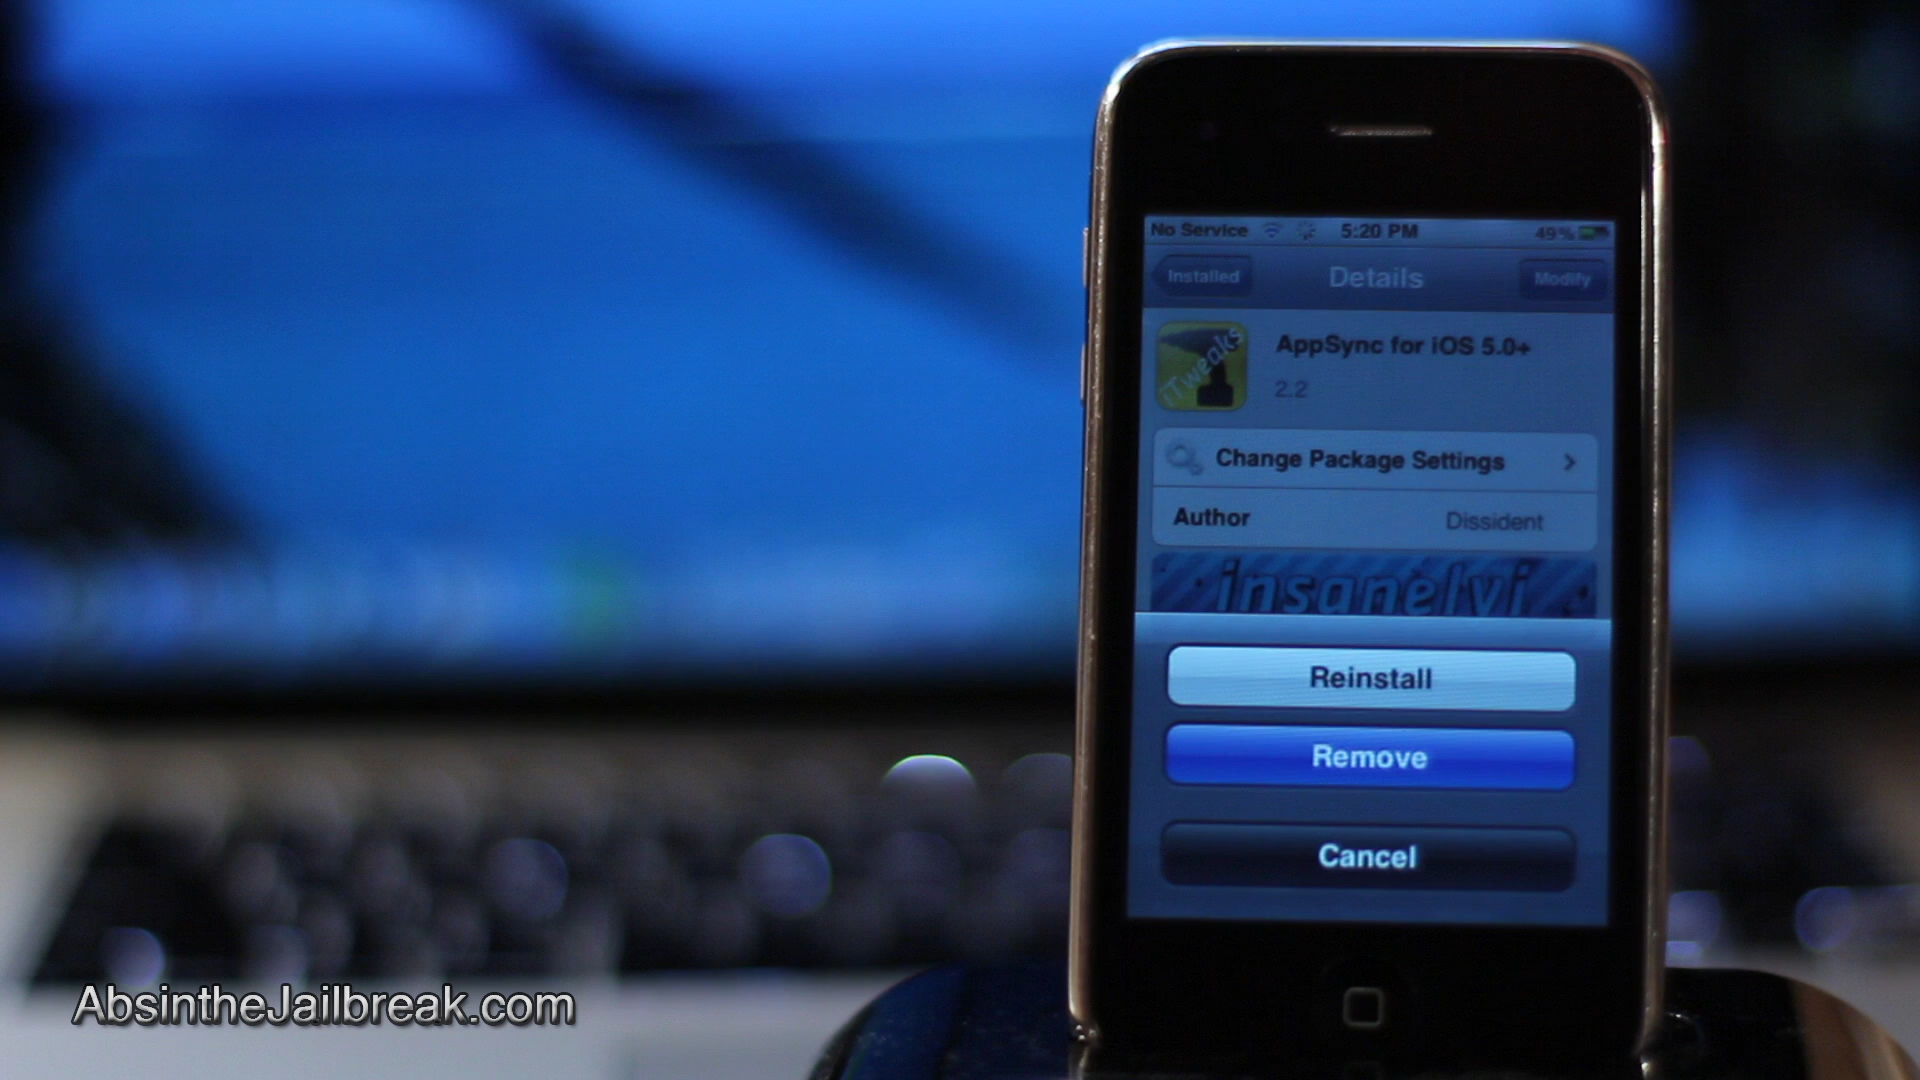 No Service 5:20 PM 49%
Installed Details Modify
iTweaks
AppSync for iOS 5.0+
2.2
Change Package Settings
Author Dissident
insanelyi
Reinstall
Remove
Cancel
AbsintheJailbreak.com